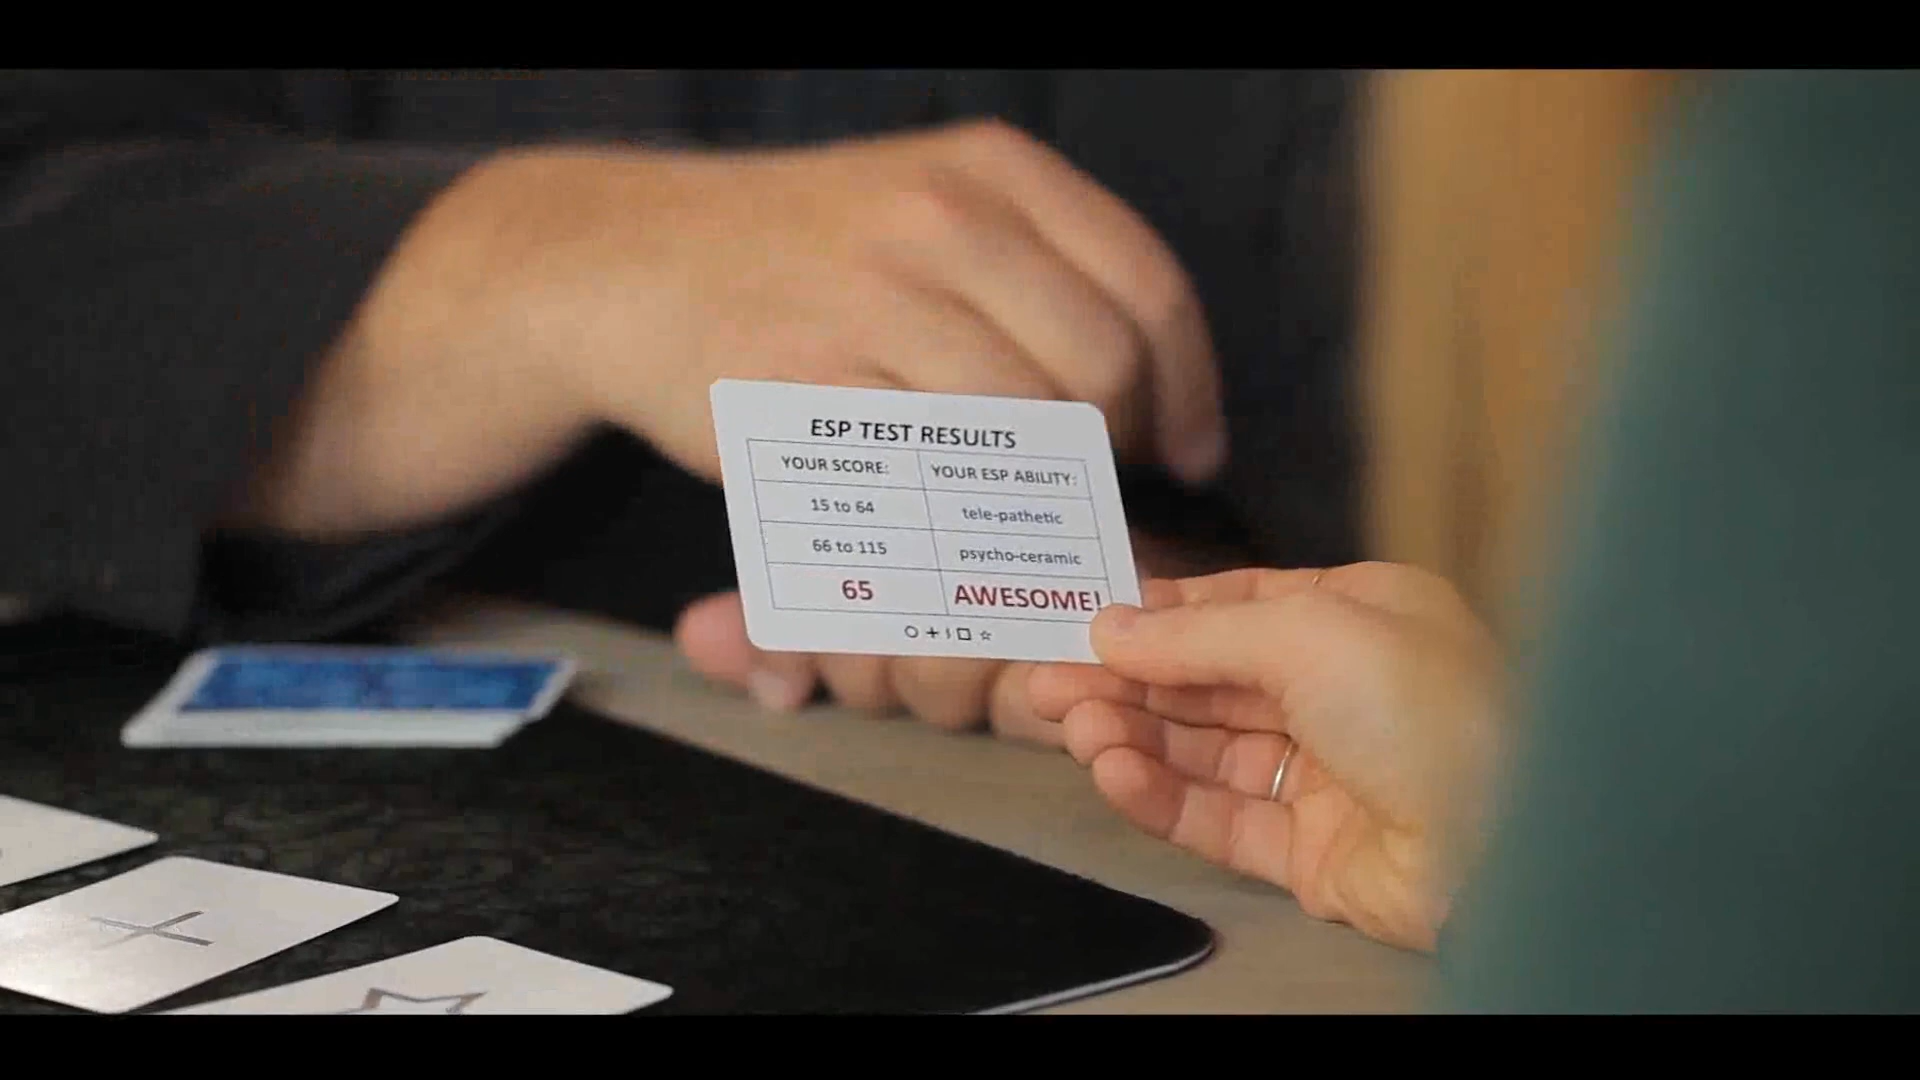 ESP TEST RESULTS
YOUR SCORE: YOUR ESP ABILITY:
15 to 64 tele-pathetic
66 to 115 psycho-ceramic
65 AWESOME!